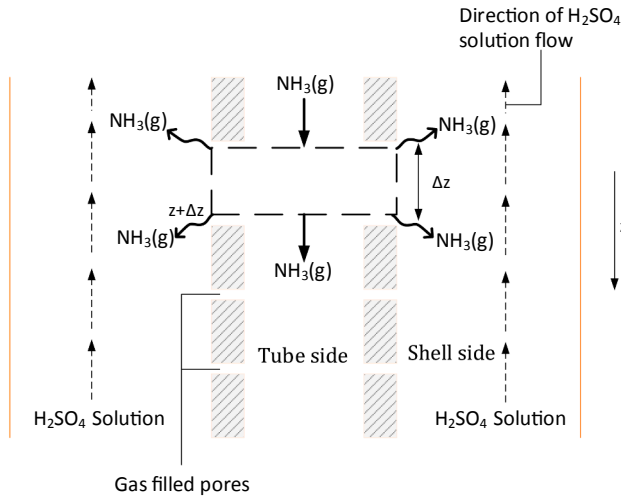 Direction of H₂SO₄
solution flow
NH₃(g)
NH₃(g)
NH₃(g)
Δz
z+Δz
NH₃(g)
NH₃(g)
NH₃(g)
Tube side
Shell side
H₂SO₄ Solution
H₂SO₄ Solution
Gas filled pores